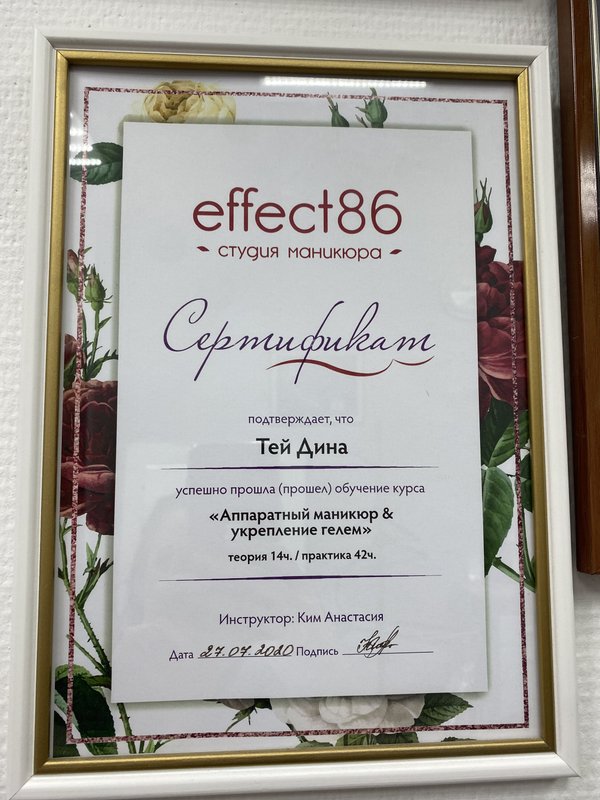 effect86
студия маникюра
Сертификат
подтверждает, что
Тей Дина
успешно прошла (прошел) обучение курса
«Аппаратный маникюр &
укрепление гелем»
теория 14ч. / практика 42ч.
Инструктор: Ким Анастасия
Дата 27.07.2020 Подпись